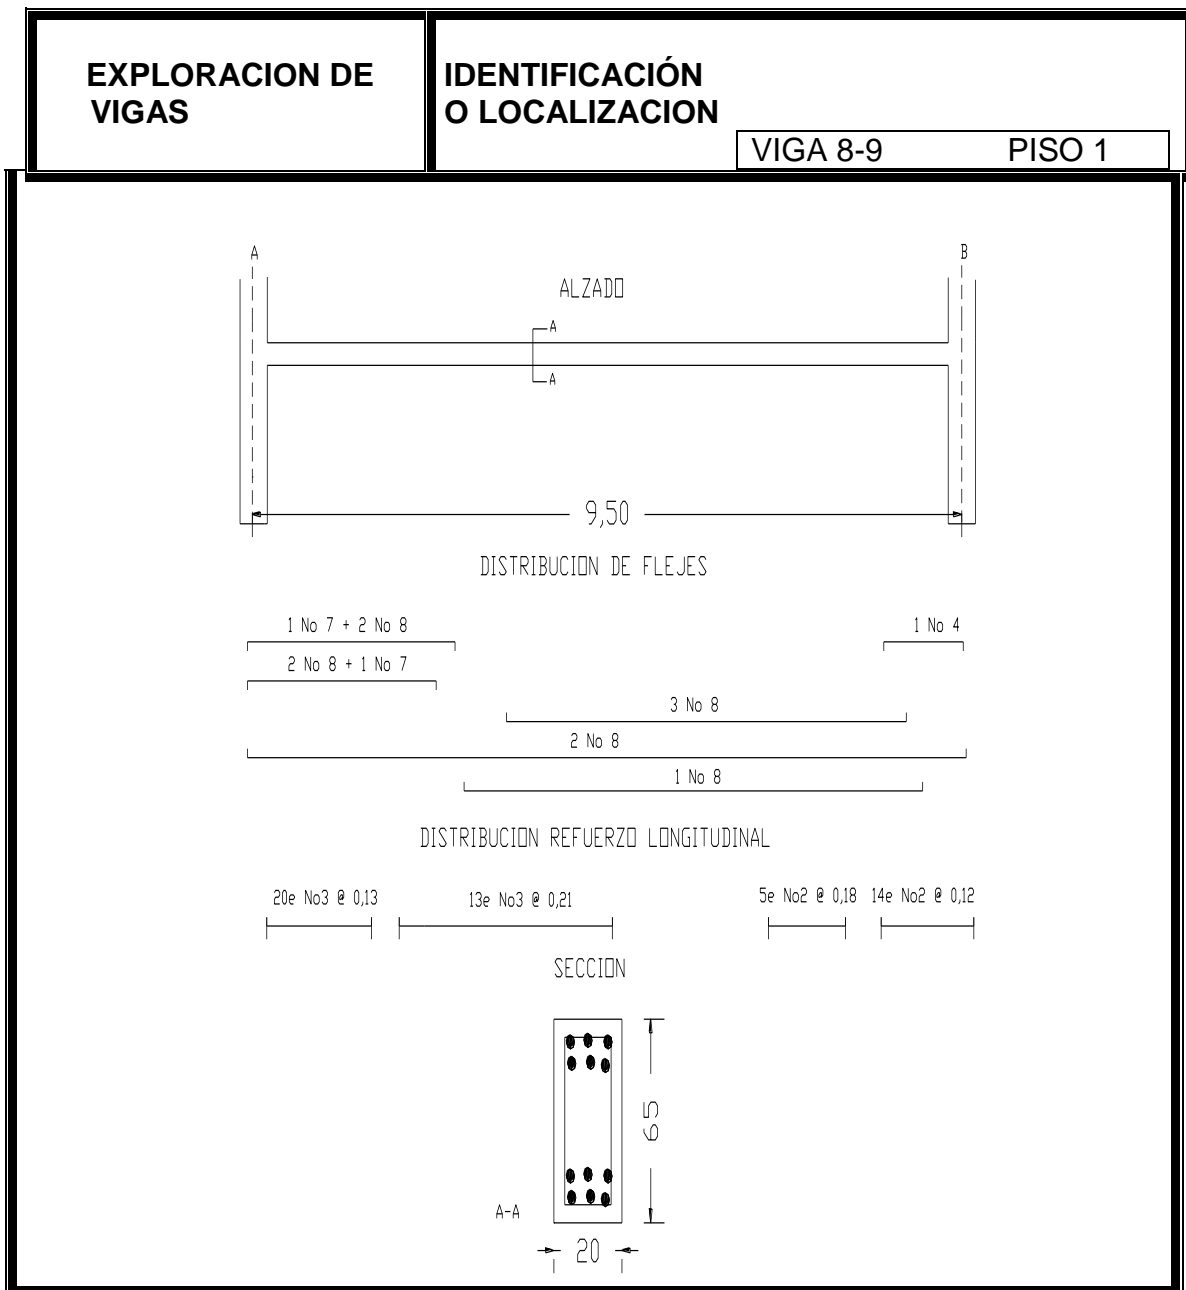 EXPLORACION DE
VIGAS
IDENTIFICACIÓN
O LOCALIZACION
VIGA 8-9 PISO 1
A B
ALZADO
A
A
9,50
DISTRIBUCION DE FLEJES
1 No 7 + 2 No 8 1 No 4
2 No 8 + 1 No 7
3 No 8
2 No 8
1 No 8
DISTRIBUCION REFUERZO LONGITUDINAL
20e No3 @ 0,13 13e No3 @ 0,21 5e No2 @ 0,18 14e No2 @ 0,12
SECCION
65
A-A
20